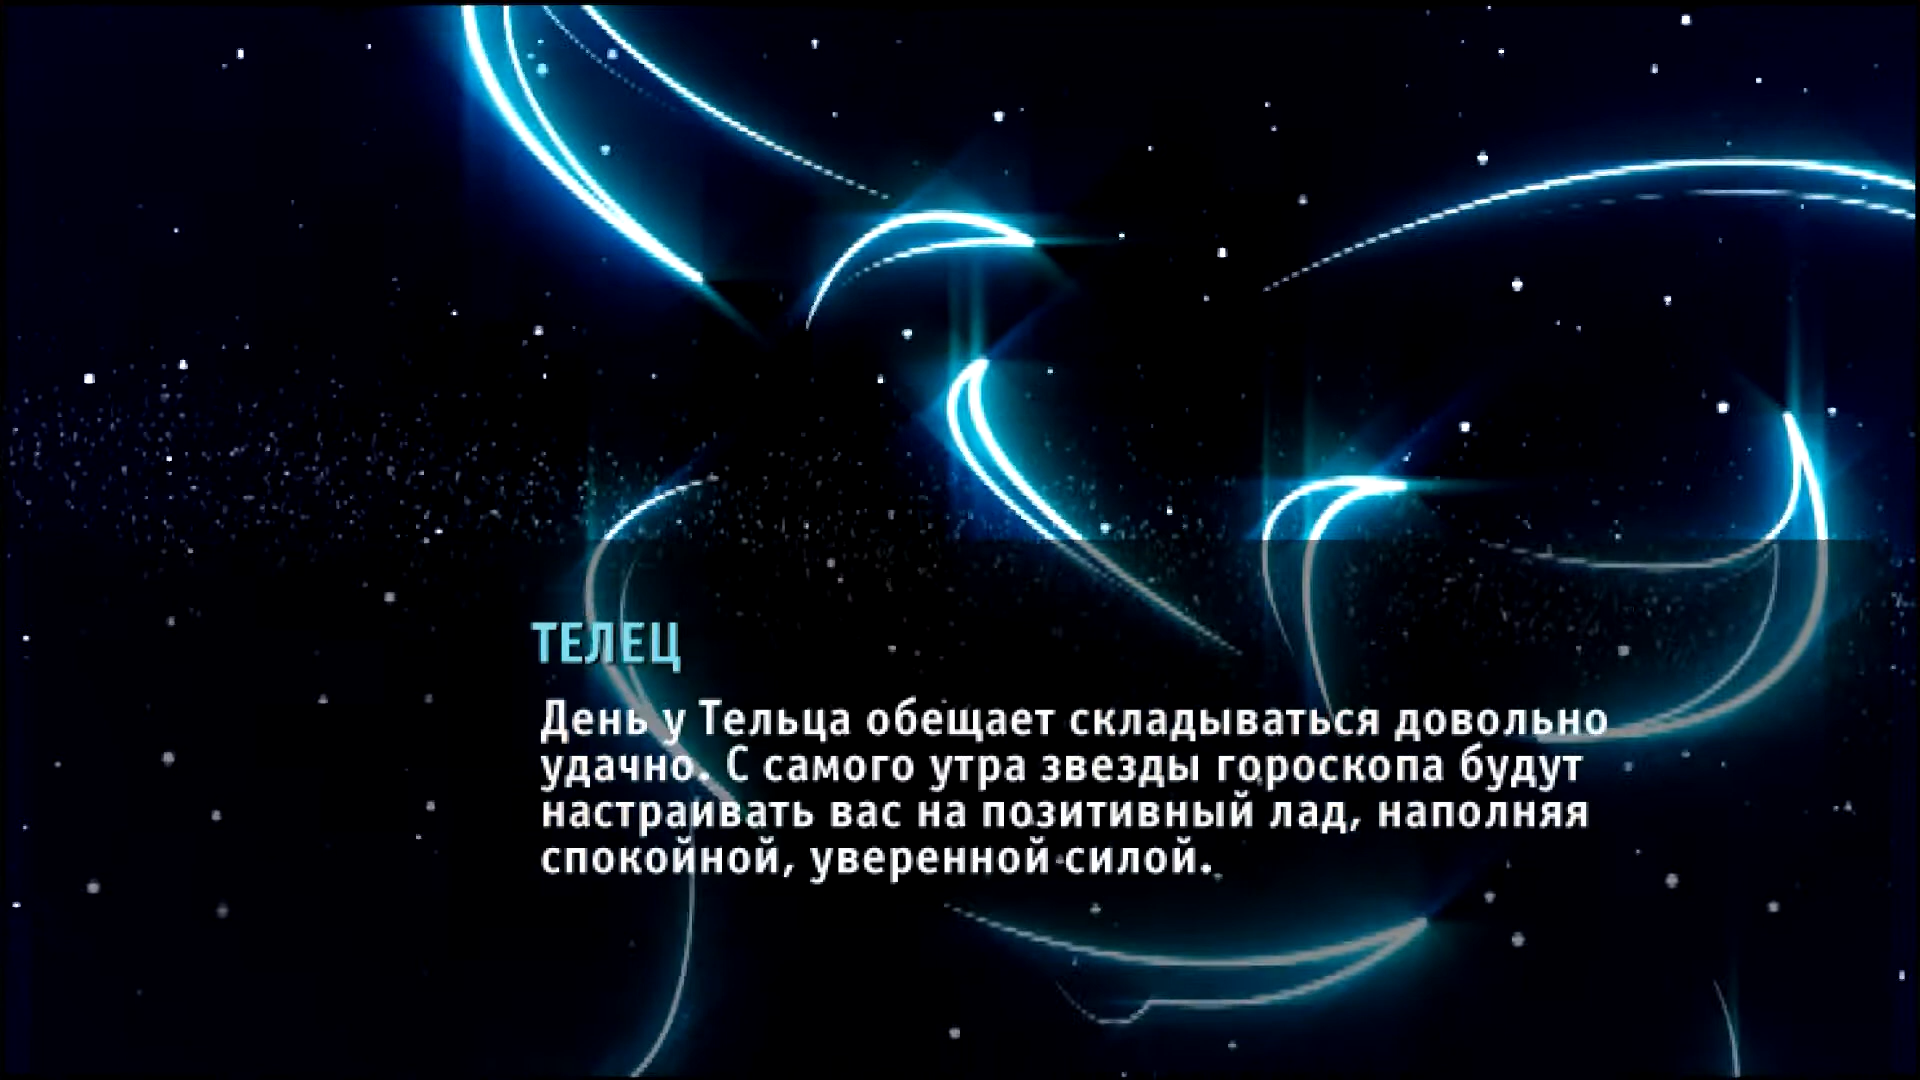 ТЕЛЕЦ
День у Тельца обещает складываться довольно
удачно. С самого утра звезды гороскопа будут
настраивать вас на позитивный лад, наполняя
спокойной, уверенной силой.